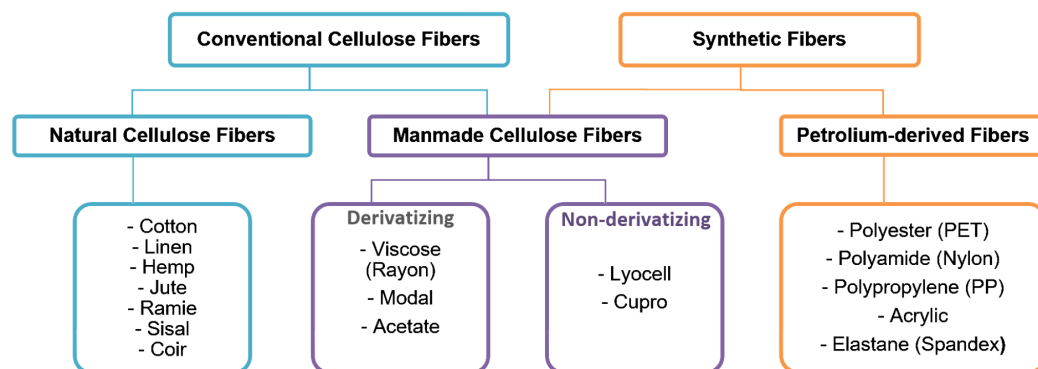 Conventional Cellulose Fibers
Synthetic Fibers
Natural Cellulose Fibers
Manmade Cellulose Fibers
Petrolium-derived Fibers
- Cotton
- Linen
- Hemp
- Jute
- Ramie
- Sisal
- Coir
Derivatizing
- Viscose
(Rayon)
- Modal
- Acetate
Non-derivatizing
- Lyocell
- Cupro
- Polyester (PET)
- Polyamide (Nylon)
- Polypropylene (PP)
- Acrylic
- Elastane (Spandex)